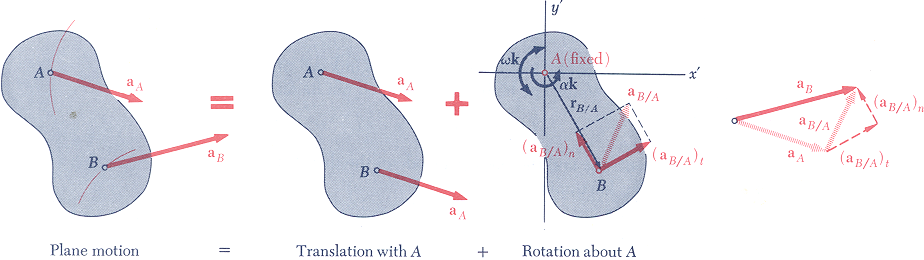 y′
A
a_A
B
a_B
=
A
a_A
B
a_A
+
ωk
A (fixed)
αk
x′
r_B/A
a_B/A
(a_B/A)_n
(a_B/A)_t
B
a_B
a_B/A
(a_B/A)_n
a_A
(a_B/A)_t
Plane motion = Translation with A + Rotation about A